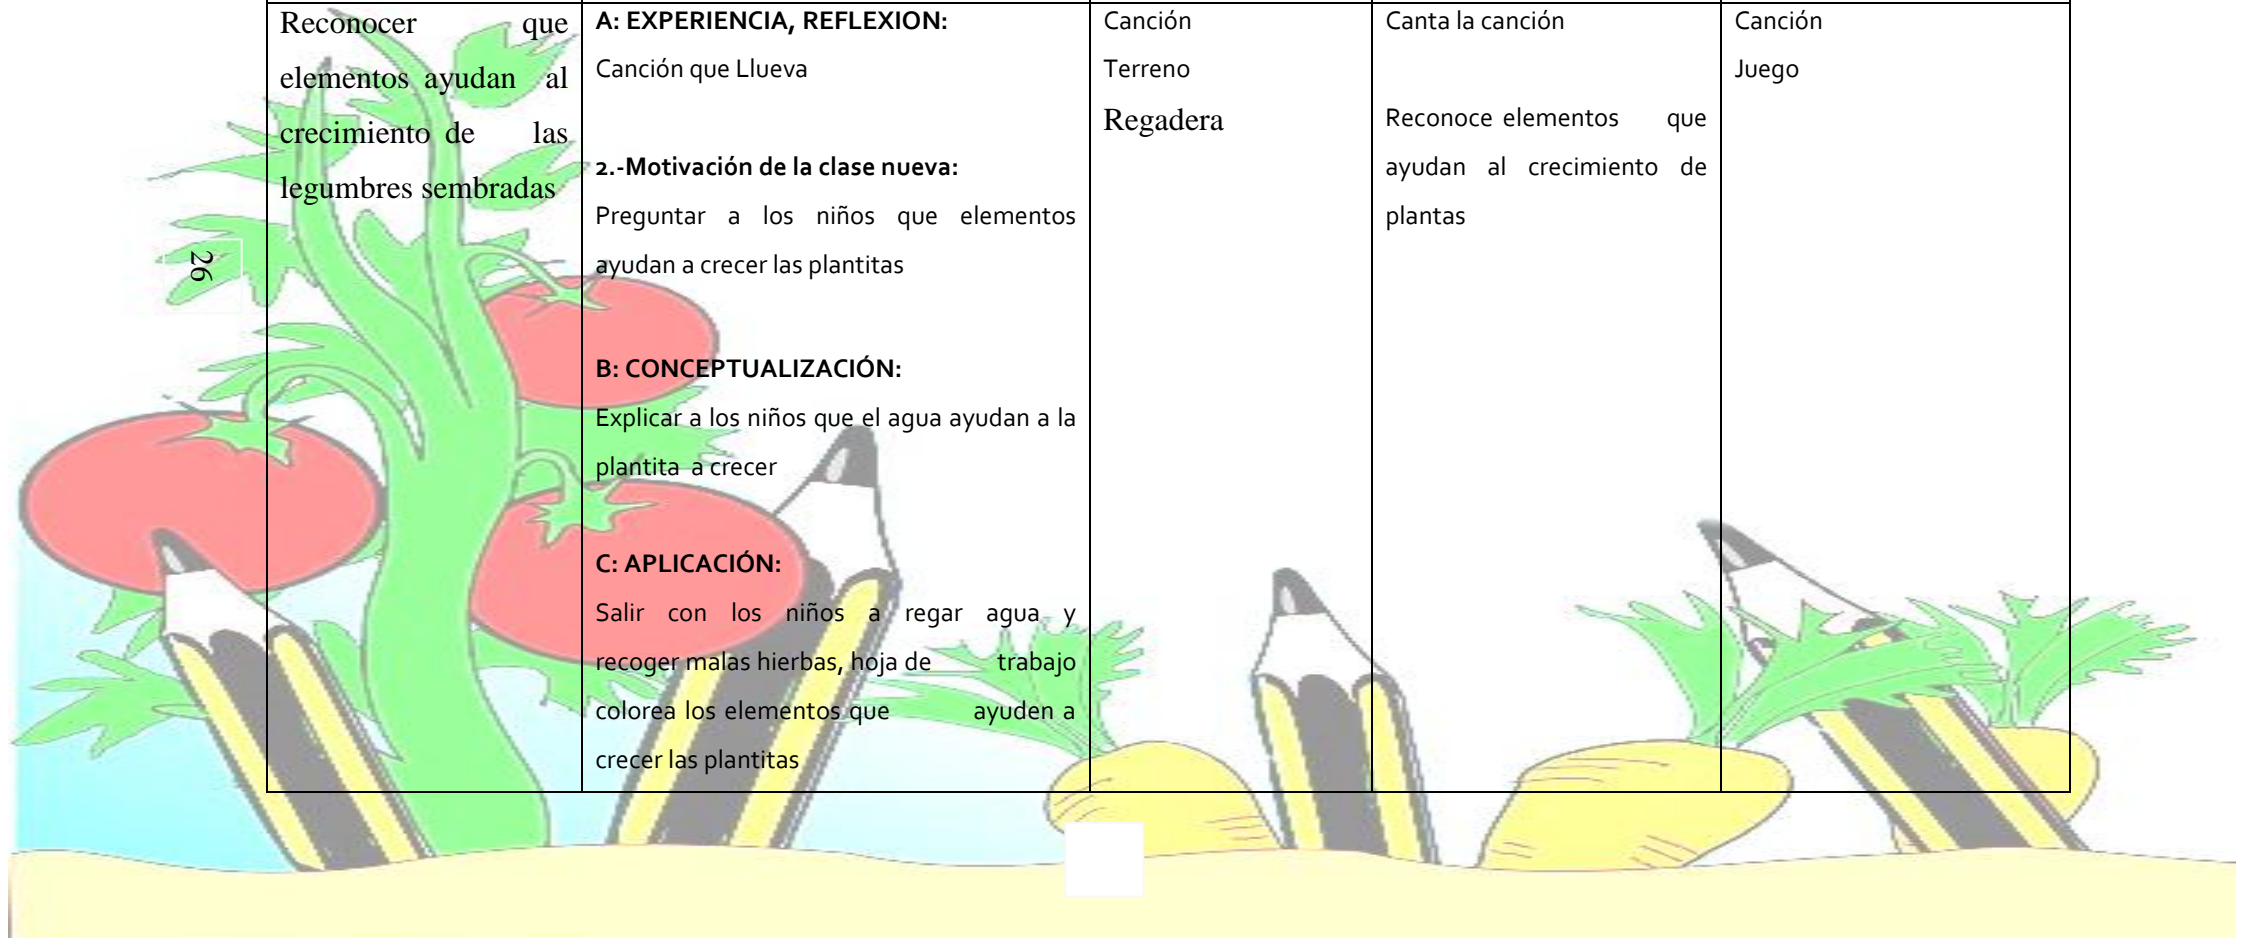 Reconocer que
elementos ayudan al
crecimiento de las
legumbres sembradas
A: EXPERIENCIA, REFLEXION:
Canción que Llueva
2.-Motivación de la clase nueva:
Preguntar a los niños que elementos
ayudan a crecer las plantitas
B: CONCEPTUALIZACIÓN:
Explicar a los niños que el agua ayudan a la
plantita a crecer
C: APLICACIÓN:
Salir con los niños a regar agua y
recoger malas hierbas, hoja de trabajo
colorea los elementos que ayuden a
crecer las plantitas
Canción
Terreno
Regadera
Canta la canción
Reconoce elementos que
ayudan al crecimiento de
plantas
Canción
Juego
26